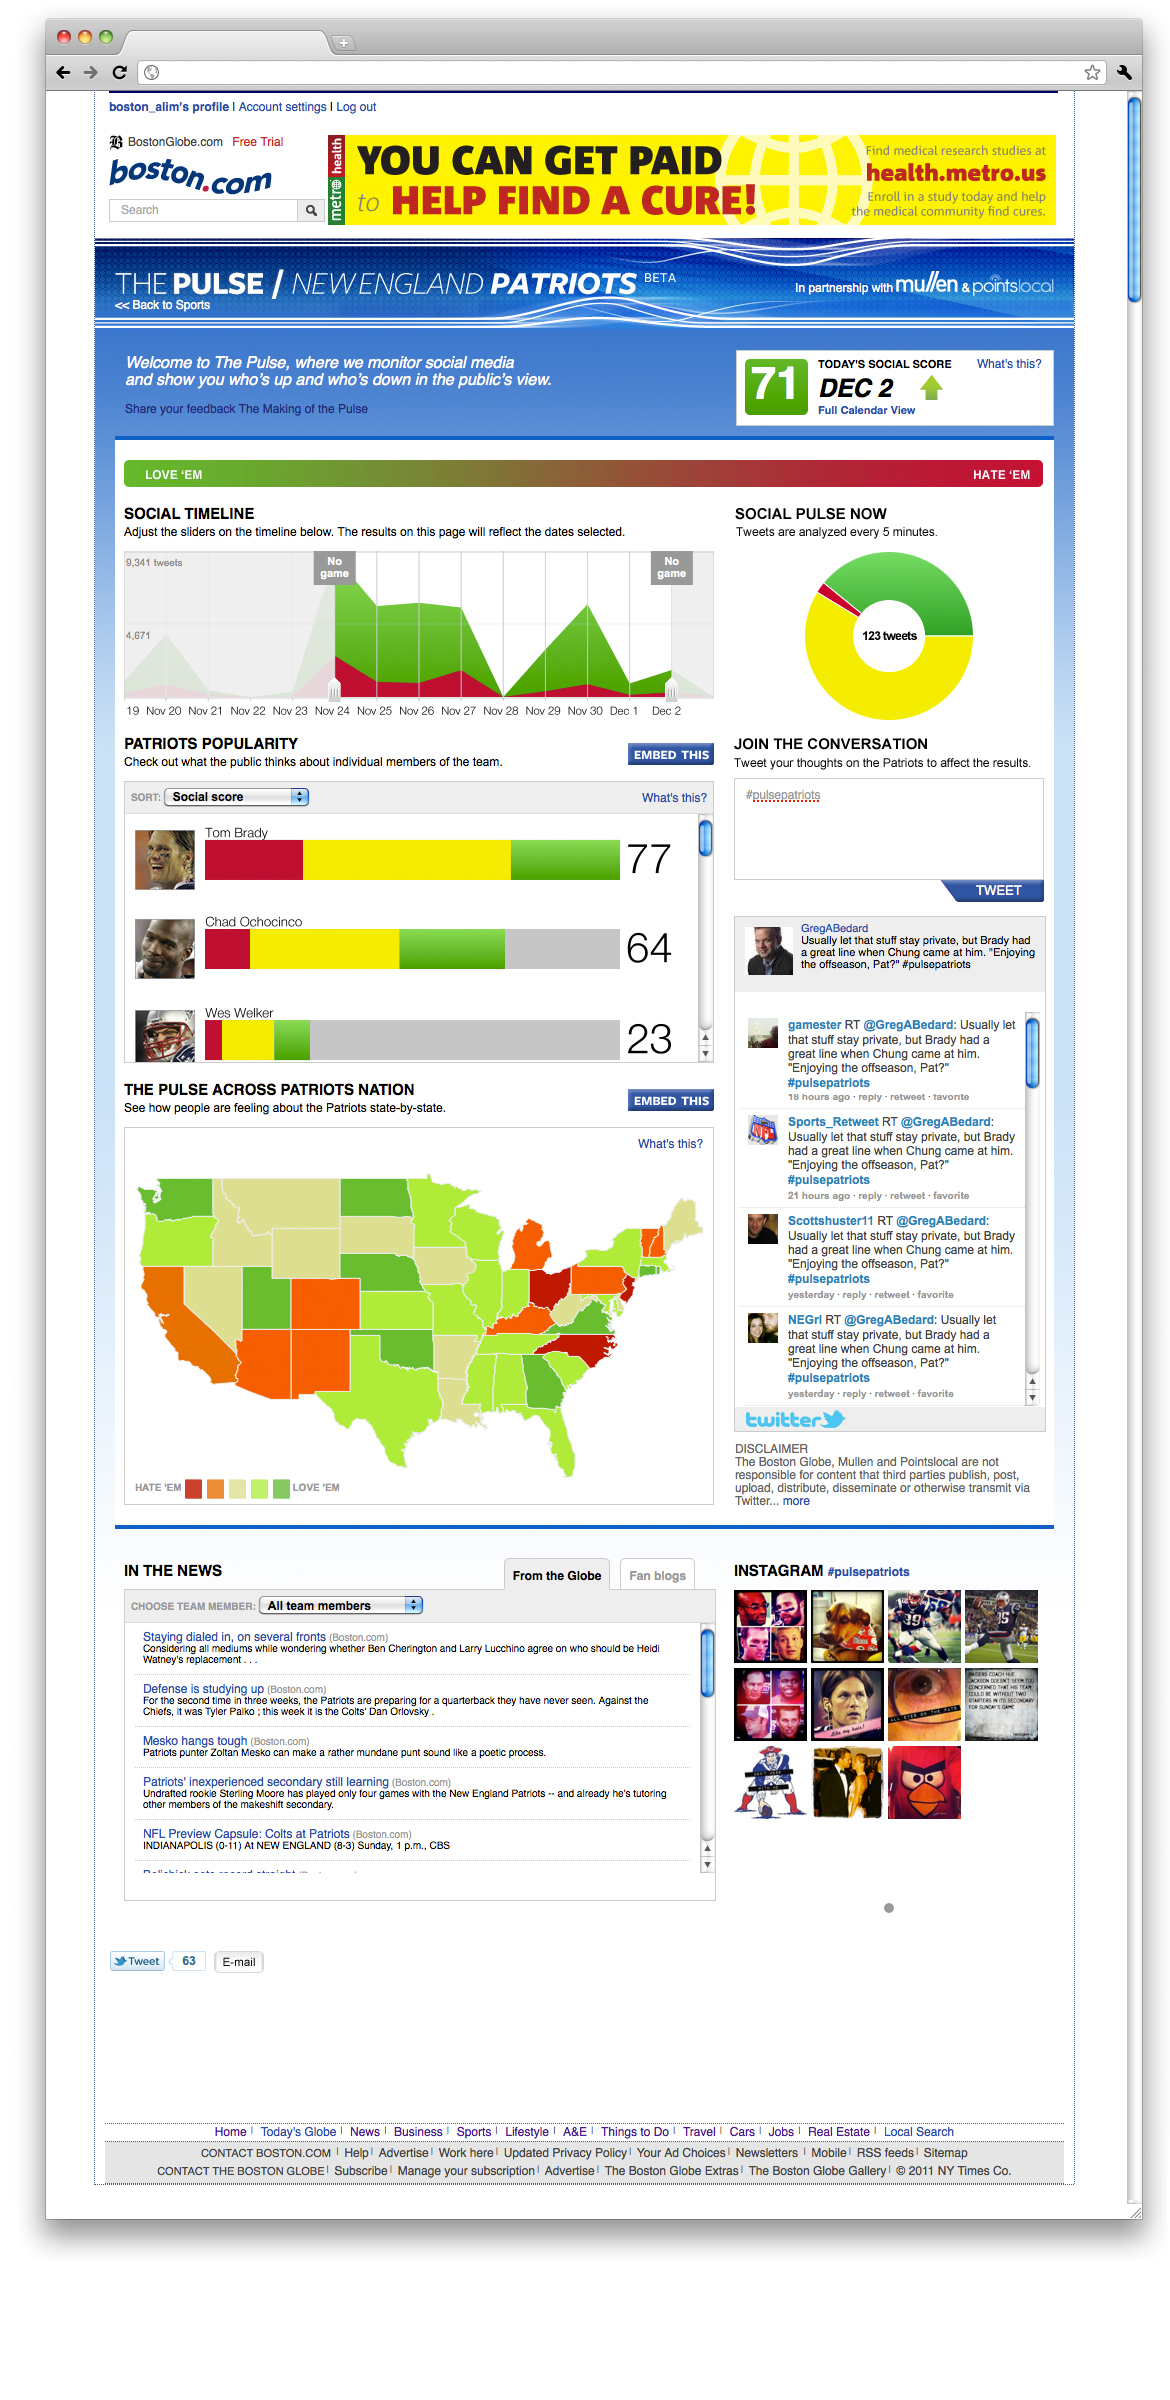 boston_alim's profile | Account settings | Log out
BostonGlobe.com Free Trial
boston.com
Search
metro health
YOU CAN GET PAID
to HELP FIND A CURE!
Find medical research studies at
health.metro.us
Enroll in a study today and help
the medical community find cures.
THE PULSE / NEW ENGLAND PATRIOTS BETA
<< Back to Sports
In partnership with mullen & pointslocal
Welcome to The Pulse, where we monitor social media
and show you who's up and who's down in the public's view.
Share your feedback The Making of the Pulse
71
TODAY'S SOCIAL SCORE What's this?
DEC 2
Full Calendar View
LOVE 'EM HATE 'EM
SOCIAL TIMELINE
Adjust the sliders on the timeline below. The results on this page will reflect the dates selected.
9,341 tweets
No game
No game
4,671
19 Nov 20 Nov 21 Nov 22 Nov 23 Nov 24 Nov 25 Nov 26 Nov 27 Nov 28 Nov 29 Nov 30 Dec 1 Dec 2
SOCIAL PULSE NOW
Tweets are analyzed every 5 minutes.
123 tweets
PATRIOTS POPULARITY
Check out what the public thinks about individual members of the team.
EMBED THIS
SORT: Social score What's this?
Tom Brady
77
Chad Ochocinco
64
Wes Welker
23
JOIN THE CONVERSATION
Tweet your thoughts on the Patriots to affect the results.
#pulsepatriots
TWEET
GregABedard
Usually let that stuff stay private, but Brady had
a great line when Chung came at him. "Enjoying
the offseason, Pat?" #pulsepatriots
gamester RT @GregABedard: Usually let
that stuff stay private, but Brady had a
great line when Chung came at him.
"Enjoying the offseason, Pat?"
#pulsepatriots
18 hours ago · reply · retweet · favorite
Sports_Retweet RT @GregABedard:
Usually let that stuff stay private, but Brady
had a great line when Chung came at him.
"Enjoying the offseason, Pat?"
#pulsepatriots
21 hours ago · reply · retweet · favorite
Scottshuster11 RT @GregABedard:
Usually let that stuff stay private, but Brady
had a great line when Chung came at him.
"Enjoying the offseason, Pat?"
#pulsepatriots
yesterday · reply · retweet · favorite
NEGrl RT @GregABedard: Usually let
that stuff stay private, but Brady had a
great line when Chung came at him.
"Enjoying the offseason, Pat?"
#pulsepatriots
yesterday · reply · retweet · favorite
twitter
DISCLAIMER
The Boston Globe, Mullen and Pointslocal are not
responsible for content that third parties publish, post,
upload, distribute, disseminate or otherwise transmit via
Twitter... more
THE PULSE ACROSS PATRIOTS NATION
See how people are feeling about the Patriots state-by-state.
EMBED THIS
What's this?
HATE 'EM LOVE 'EM
IN THE NEWS
From the Globe Fan blogs
CHOOSE TEAM MEMBER: All team members
Staying dialed in, on several fronts (Boston.com)
Considering all mediums while wondering whether Ben Cherington and Larry Lucchino agree on who should be Heidi
Watney's replacement . . .
Defense is studying up (Boston.com)
For the second time in three weeks, the Patriots are preparing for a quarterback they have never seen. Against the
Chiefs, it was Tyler Palko ; this week it is the Colts' Dan Orlovsky .
Mesko hangs tough (Boston.com)
Patriots punter Zoltan Mesko can make a rather mundane punt sound like a poetic process.
Patriots' inexperienced secondary still learning (Boston.com)
Undrafted rookie Sterling Moore has played only four games with the New England Patriots -- and already he's tutoring
other members of the makeshift secondary.
NFL Preview Capsule: Colts at Patriots (Boston.com)
INDIANAPOLIS (0-11) At NEW ENGLAND (8-3) Sunday, 1 p.m., CBS
INSTAGRAM #pulsepatriots
RAIDERS COACH HUE
JACKSON DOESN'T SEEM TOO
CONCERNED THAT HIS TEAM
COULD BE WITHOUT TWO
STARTERS IN ITS SECONDARY
FOR SUNDAY'S GAME.
Tweet 63 E-mail
Home | Today's Globe | News | Business | Sports | Lifestyle | A&E | Things to Do | Travel | Cars | Jobs | Real Estate | Local Search
CONTACT BOSTON.COM | Help | Advertise | Work here | Updated Privacy Policy | Your Ad Choices | Newsletters | Mobile | RSS feeds | Sitemap
CONTACT THE BOSTON GLOBE | Subscribe | Manage your subscription | Advertise | The Boston Globe Extras | The Boston Globe Gallery | © 2011 NY Times Co.